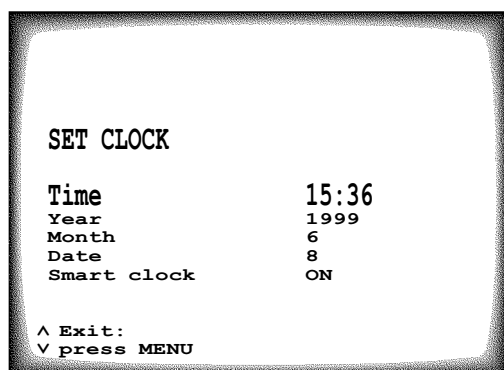 SET CLOCK
Time 15:36
Year 1999
Month 6
Date 8
Smart clock ON
∧ Exit:
∨ press MENU